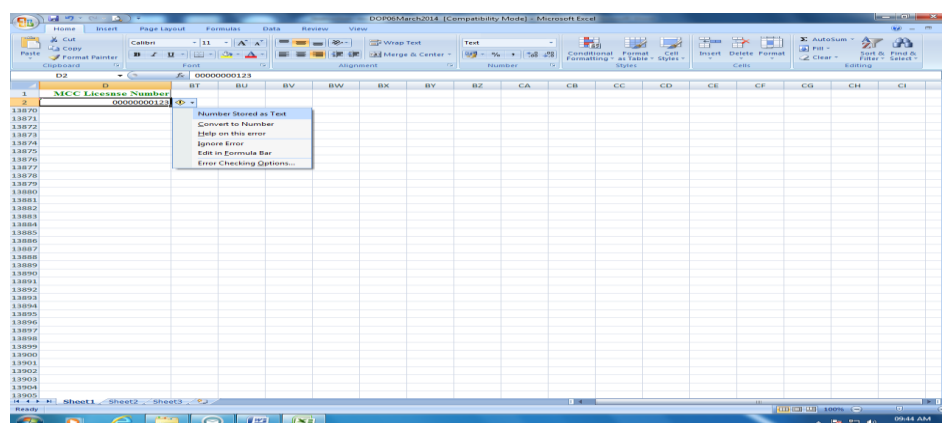 DOP06March2014 [Compatibility Mode] - Microsoft Excel
Home Insert Page Layout Formulas Data Review View
Paste
Cut
Copy
Format Painter
Clipboard
Calibri 11 A A
B I U A
Font
Wrap Text
Merge & Center
Alignment
Text
%
Number
Conditional Formatting
Format as Table
Cell Styles
Styles
Insert Delete Format
Cells
Σ AutoSum
Fill
Clear
Sort & Filter
Find & Select
Editing
D2 fx 00000000123
D BT BU BV BW BX BY BZ CA CB CC CD CE CF CG CH CI
1 MCC Licesnse Number
2 00000000123
Number Stored as Text
Convert to Number
Help on this error
Ignore Error
Edit in Formula Bar
Error Checking Options...
13870
13871
13872
13873
13874
13875
13876
13877
13878
13879
13880
13881
13882
13883
13884
13885
13886
13887
13888
13889
13890
13891
13892
13893
13894
13895
13896
13897
13898
13899
13900
13901
13902
13903
13904
13905
Sheet1 Sheet2 Sheet3
Ready 100%
09:44 AM